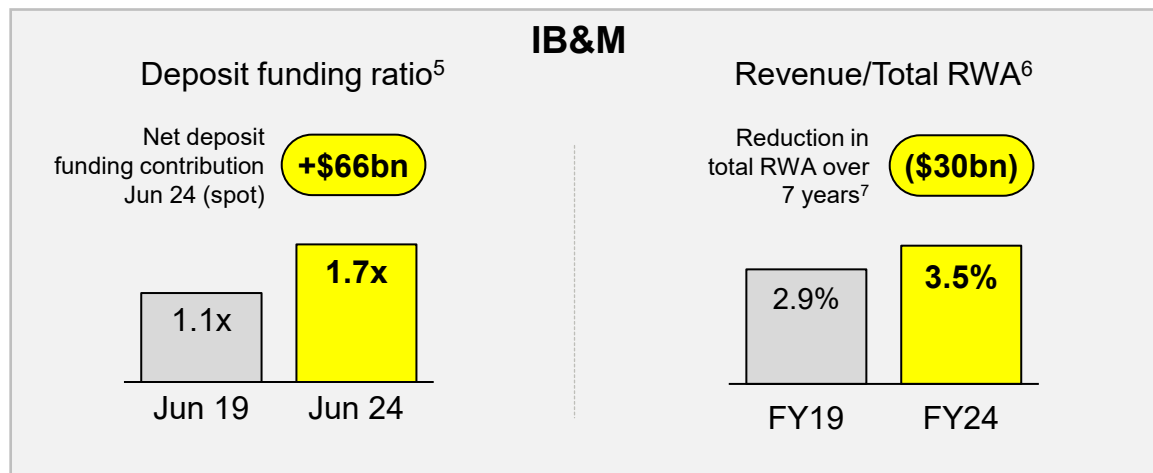 IB&M
Deposit funding ratio5
Net deposit
funding contribution
Jun 24 (spot)
+$66bn
1.1x
1.7x
Jun 19
Jun 24
Revenue/Total RWA6
Reduction in
total RWA over
7 years7
($30bn)
2.9%
3.5%
FY19
FY24